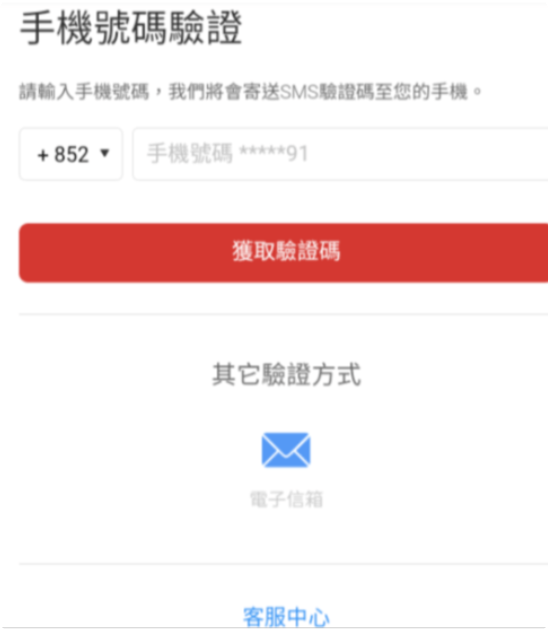 手機號碼驗證
請輸入手機號碼，我們將會寄送SMS驗證碼至您的手機。
+ 852 ▼ 手機號碼 *****91
獲取驗證碼
其它驗證方式
電子信箱
客服中心